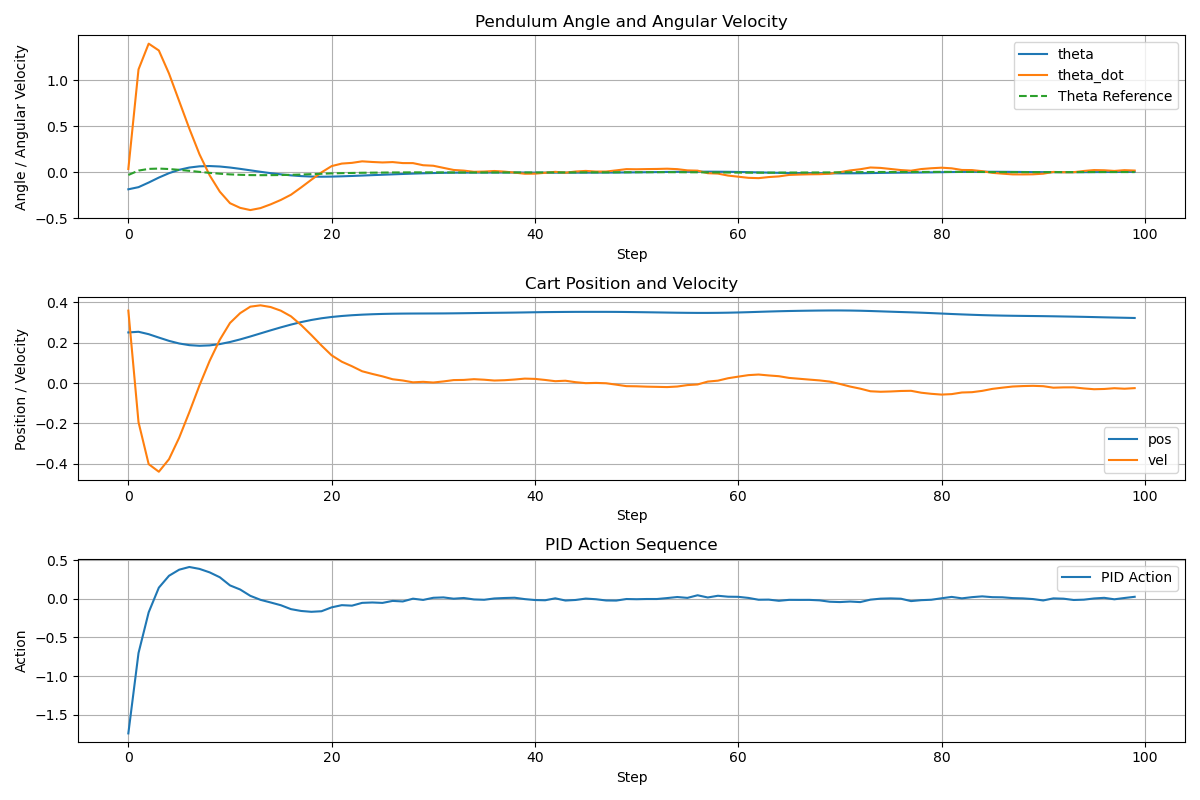 Pendulum Angle and Angular Velocity
Angle / Angular Velocity
1.0
0.5
0.0
−0.5
theta
theta_dot
Theta Reference
0 20 40 60 80 100
Step
Cart Position and Velocity
Position / Velocity
0.4
0.2
0.0
−0.2
−0.4
pos
vel
0 20 40 60 80 100
Step
PID Action Sequence
Action
0.5
0.0
−0.5
−1.0
−1.5
PID Action
0 20 40 60 80 100
Step